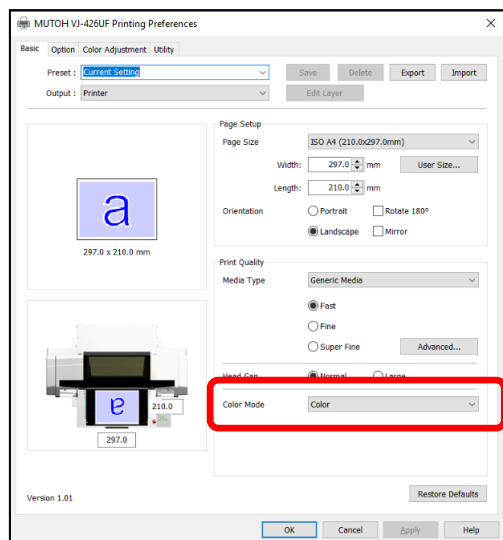 MUTOH VJ-426UF Printing Preferences
Basic Option Color Adjustment Utility
Preset : Current Setting Save Delete Export Import
Output : Printer Edit Layer
Page Setup
Page Size ISO A4 (210.0x297.0mm)
Width: 297.0 mm User Size...
Length: 210.0 mm
Orientation Portrait Rotate 180°
Landscape Mirror
a
297.0 x 210.0 mm
Print Quality
Media Type Generic Media
Fast
Fine
Super Fine Advanced...
Head Gap Normal Large
Color Mode Color
a
210.0
297.0
Version 1.01
Restore Defaults
OK Cancel Apply Help